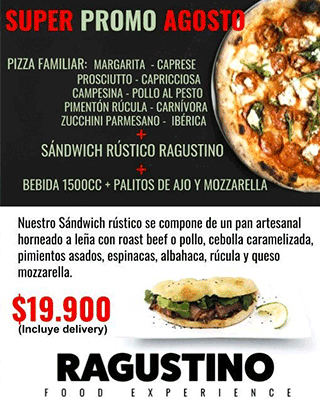 SUPER PROMO AGOSTO
PIZZA FAMILIAR: MARGARITA - CAPRESE
PROSCIUTTO - CAPRICCIOSA
CAMPESINA - POLLO AL PESTO
PIMENTÓN RÚCULA - CARNÍVORA
ZUCCHINI PARMESANO - IBÉRICA
+
SÁNDWICH RÚSTICO RAGUSTINO
+
BEBIDA 1500CC + PALITOS DE AJO Y MOZZARELLA
Nuestro Sándwich rústico se compone de un pan artesanal
horneado a leña con roast beef o pollo, cebolla caramelizada,
pimientos asados, espinacas, albahaca, rúcula y queso
mozzarella.
$19.900
(Incluye delivery)
RAGUSTINO
FOOD EXPERIENCE